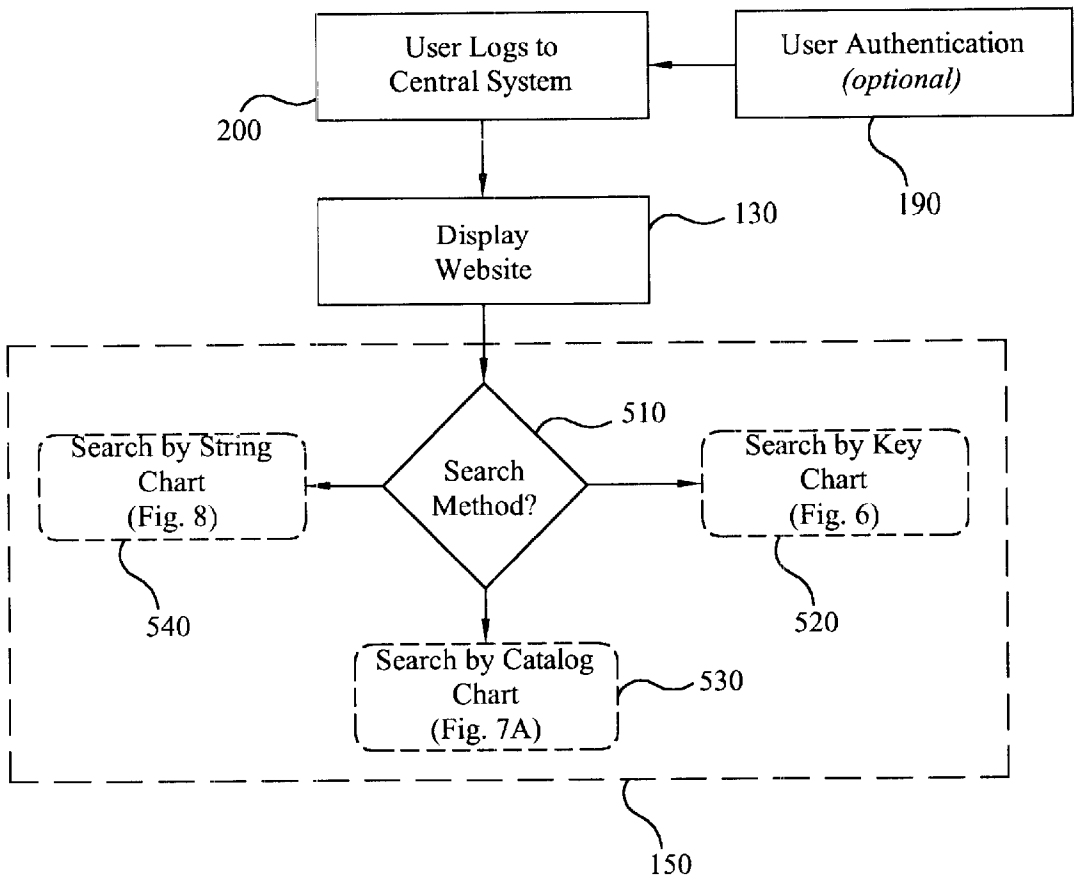 User Logs to
Central System
User Authentication
(optional)
200
190
130
Display
Website
510
Search by String
Chart
(Fig. 8)
Search
Method?
Search by Key
Chart
(Fig. 6)
540
520
Search by Catalog
Chart
(Fig. 7A)
530
150